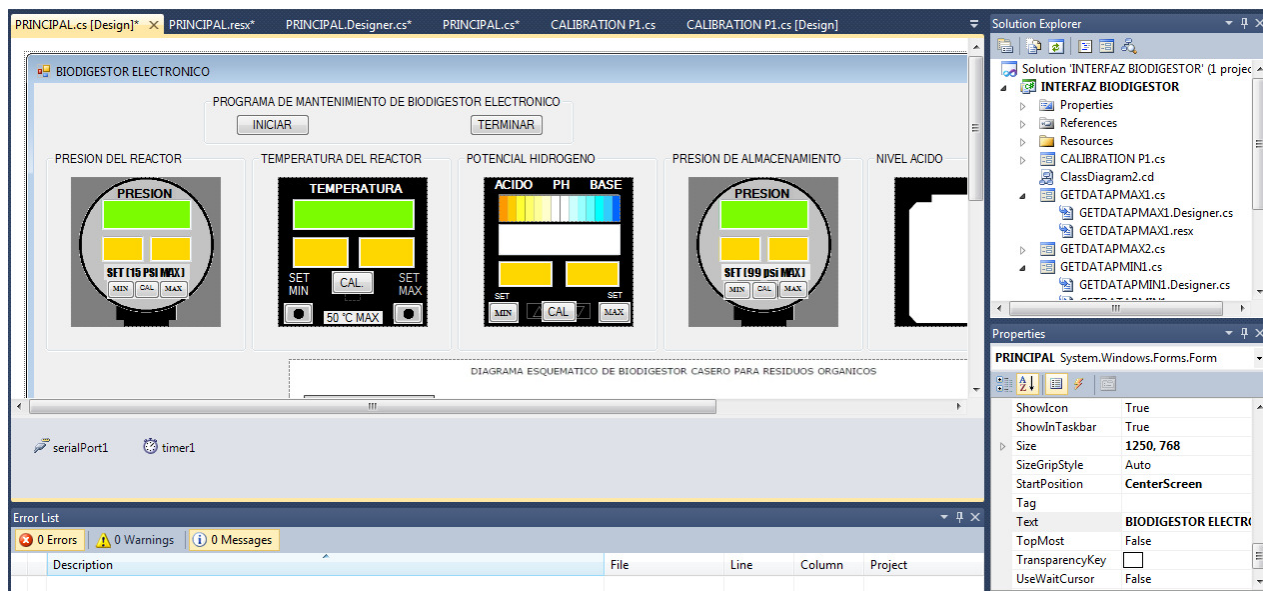 PRINCIPAL.cs [Design]* PRINCIPAL.resx* PRINCIPAL.Designer.cs* PRINCIPAL.cs* CALIBRATION P1.cs CALIBRATION P1.cs [Design]
BIODIGESTOR ELECTRONICO
PROGRAMA DE MANTENIMIENTO DE BIODIGESTOR ELECTRONICO
INICIAR TERMINAR
PRESION DEL REACTOR
PRESION
SET (15 PSI MAX)
MIN CAL MAX
TEMPERATURA DEL REACTOR
TEMPERATURA
SET MIN
CAL.
SET MAX
50 °C MAX
POTENCIAL HIDROGENO
ACIDO PH BASE
SET SET
MIN CAL MAX
PRESION DE ALMACENAMIENTO
PRESION
SET (99 psi MAX)
MIN CAL MAX
NIVEL ACIDO
DIAGRAMA ESQUEMATICO DE BIODIGESTOR CASERO PARA RESIDUOS ORGANICOS
serialPort1 timer1
Error List
0 Errors 0 Warnings 0 Messages
Description File Line Column Project
Solution Explorer
Solution 'INTERFAZ BIODIGESTOR' (1 projec
INTERFAZ BIODIGESTOR
Properties
References
Resources
CALIBRATION P1.cs
ClassDiagram2.cd
GETDATAPMAX1.cs
GETDATAPMAX1.Designer.cs
GETDATAPMAX1.resx
GETDATAPMAX2.cs
GETDATAPMIN1.cs
GETDATAPMIN1.Designer.cs
Properties
PRINCIPAL System.Windows.Forms.Form
ShowIcon True
ShowInTaskbar True
Size 1250, 768
SizeGripStyle Auto
StartPosition CenterScreen
Tag
Text BIODIGESTOR ELECTR
TopMost False
TransparencyKey
UseWaitCursor False